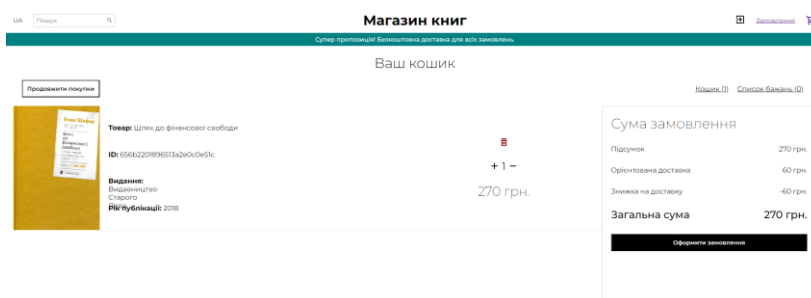 UA Пошук Магазин книг Замовлення
Супер пропозиція! Безкоштовна доставка для всіх замовлень.
Ваш кошик
Продовжити покупки Кошик (1) Список бажань (0)
Товар: Шлях до фінансової свободи
ID: 656b2201896513a2e0c0e51c
Видання:
Видавництво
Старого
Рік публікації: 2018
+ 1 −
270 грн.
Сума замовлення
Підсумок 270 грн.
Орієнтована доставка 60 грн.
Знижка на доставку -60 грн.
Загальна сума 270 грн.
Оформити замовлення